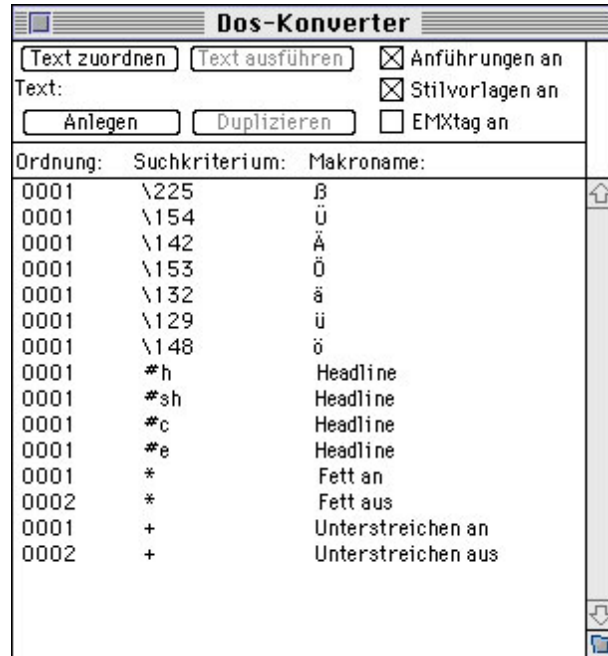 Dos-Konverter
Text zuordnen Text ausführen Anführungen an
Text: Stilvorlagen an
Anlegen Duplizieren EMXtag an
Ordnung: Suchkriterium: Makroname:
0001 \225 ß
0001 \154 Ü
0001 \142 Ä
0001 \153 Ö
0001 \132 ä
0001 \129 ü
0001 \148 ö
0001 #h Headline
0001 #sh Headline
0001 #c Headline
0001 #e Headline
0001 * Fett an
0002 * Fett aus
0001 + Unterstreichen an
0002 + Unterstreichen aus